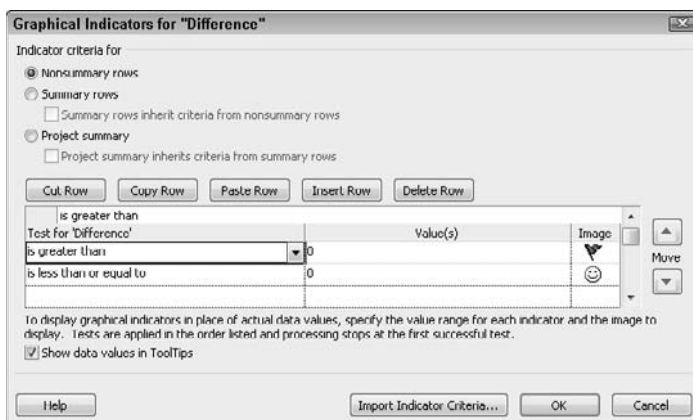 Graphical Indicators for "Difference"
Indicator criteria for
Nonsummary rows
Summary rows
Summary rows inherit criteria from nonsummary rows
Project summary
Project summary inherits criteria from summary rows
Cut Row Copy Row Paste Row Insert Row Delete Row
is greater than
Test for 'Difference' Value(s) Image
is greater than 0
Move
is less than or equal to 0
To display graphical indicators in place of actual data values, specify the value range for each indicator and the image to
display. Tests are applied in the order listed and processing stops at the first successful test.
Show data values in ToolTips
Help Import Indicator Criteria... OK Cancel